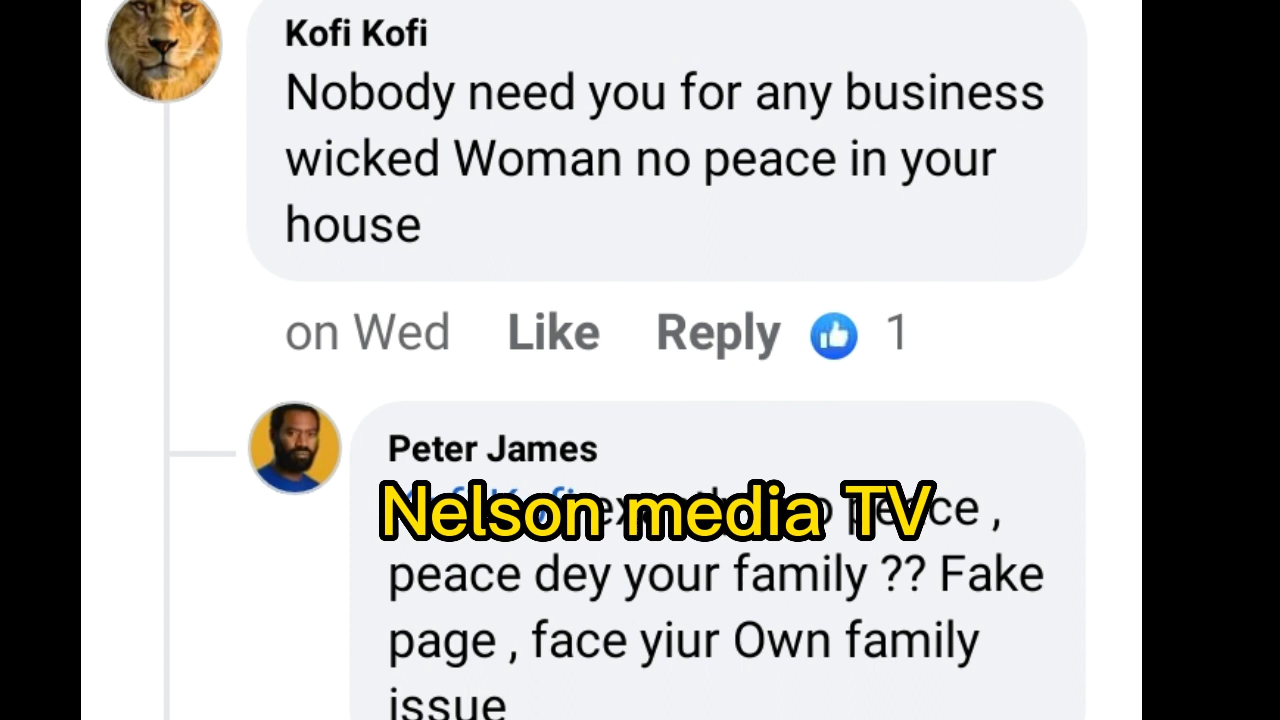 Kofi Kofi
Nobody need you for any business
wicked Woman no peace in your
house
on Wed Like Reply 1
Peter James
Nelson media TV
peace ,
peace dey your family ?? Fake
page , face yiur Own family
issue